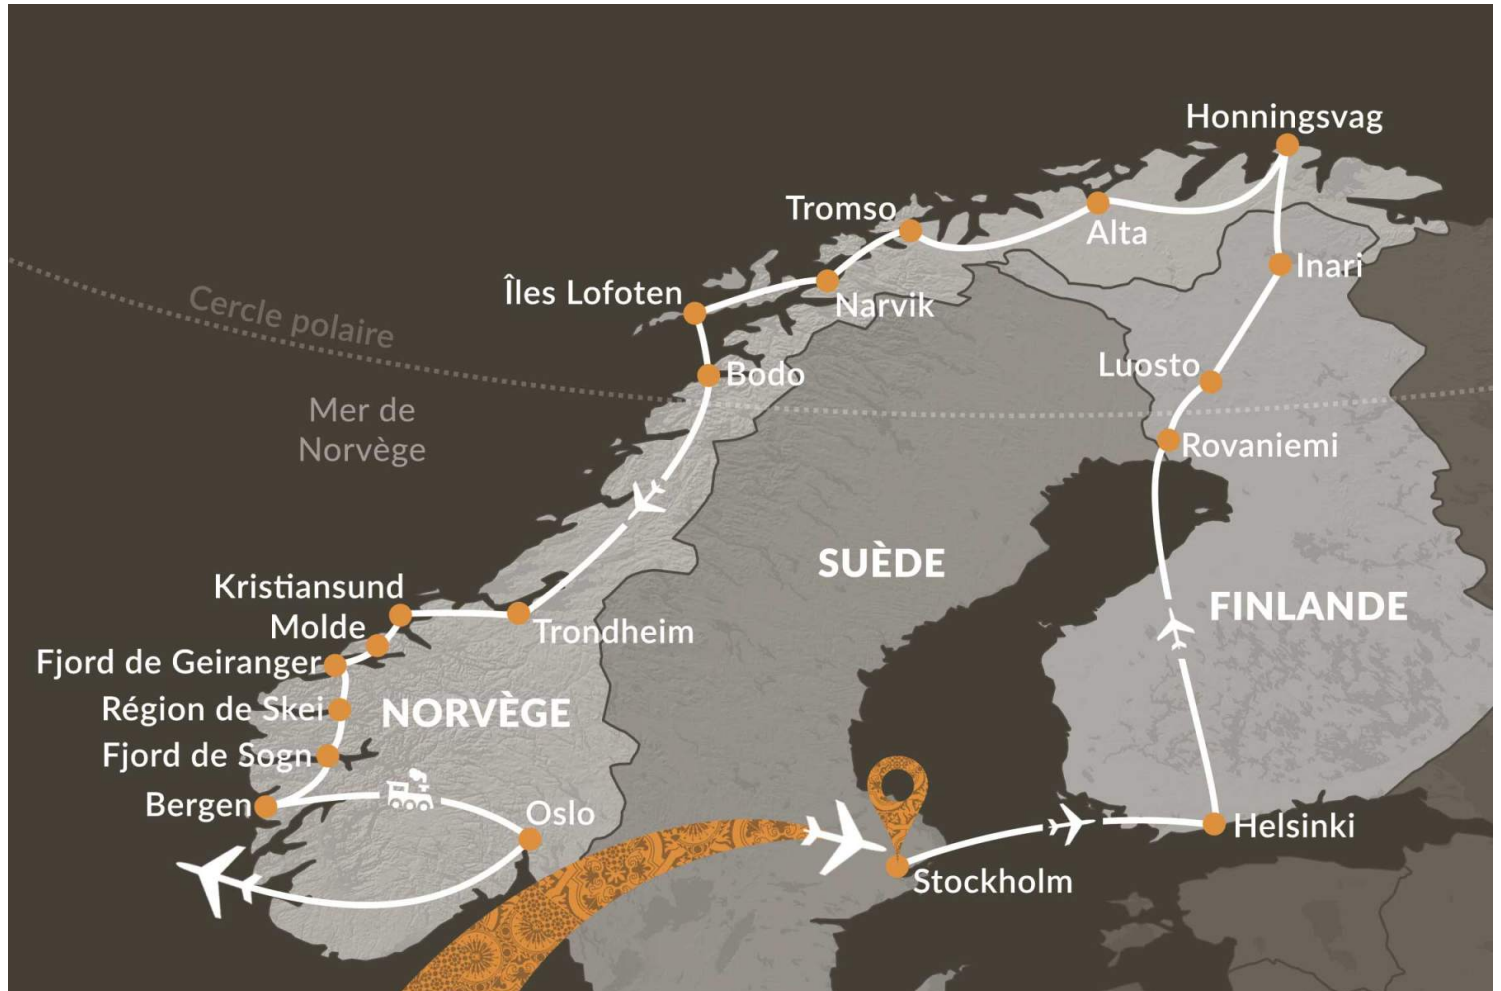 Honningsvag
Tromso
Alta
Inari
Îles Lofoten
Narvik
Cercle polaire
Luosto
Bodo
Mer de
Norvège
Rovaniemi
SUÈDE
Kristiansund
FINLANDE
Molde
Trondheim
Fjord de Geiranger
Région de Skei
NORVÈGE
Fjord de Sogn
Bergen
Oslo
Helsinki
Stockholm